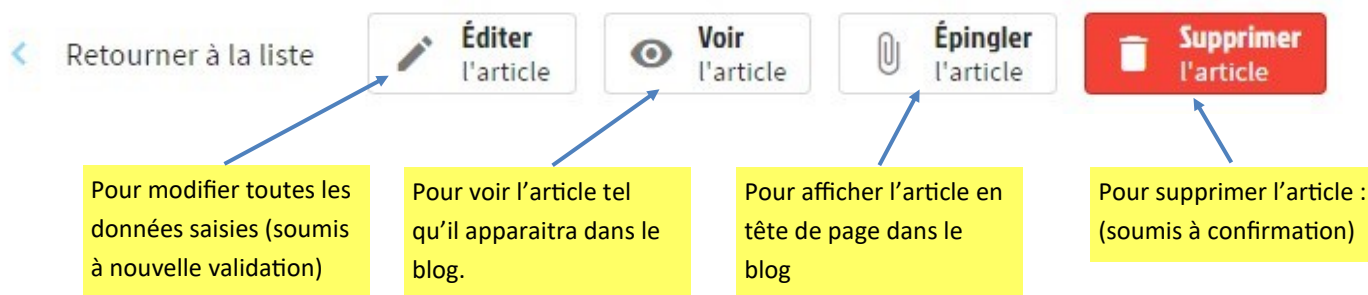 Retourner à la liste
Éditer
l'article
Voir
l'article
Épingler
l'article
Supprimer
l'article
Pour modifier toutes les
données saisies (soumis
à nouvelle validation)
Pour voir l’article tel
qu’il apparaitra dans le
blog.
Pour afficher l’article en
tête de page dans le
blog
Pour supprimer l’article :
(soumis à confirmation)